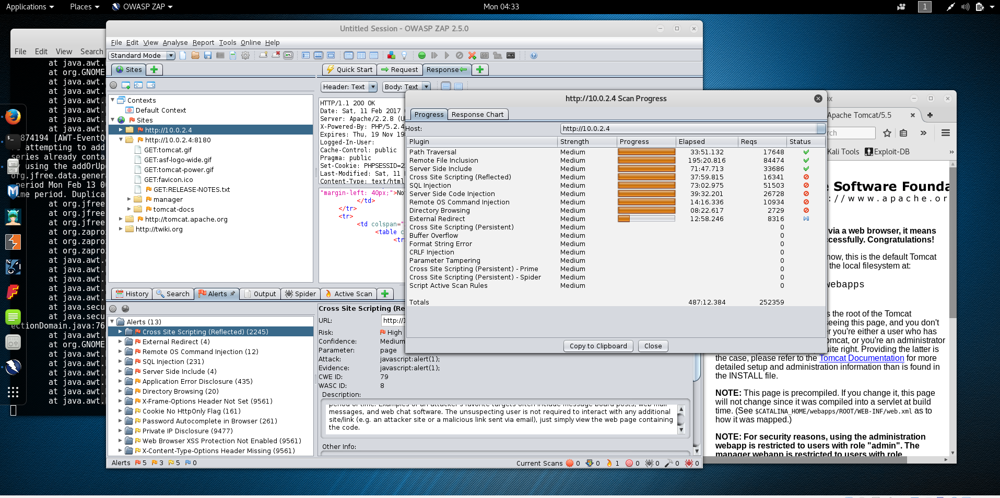 Applications
Places
OWASP ZAP
Mon 04:33
1
File Edit View Search
at java.awt.
at org.GNOME
at java.awt.
at java.awt.
at java.awt.
at java.awt.
at java.awt.
874194 [AWT-EventQ
attempting to add
series already conta
using the addOrUp
org.jfree.data.gener
period Mon Feb 13 0
ime period. Duplicat
at org.jfree
at org.jfree
at org.jfree
at org.zapro
at org.zapro
at org.zapro
at java.awt.
at java.awt.
at java.awt.
at java.awt.
at java.awt.
at java.secu
at java.secu
ectionDomain.java:76
at java.awt.
at org.GNOME
at java.awt.
at java.awt.
at java.awt.
at java.awt.
at java.awt.
at java.awt.
Untitled Session - OWASP ZAP 2.5.0
File Edit View Analyse Report Tools Online Help
Standard Mode
Sites
Quick Start
Request
Response
Header: Text
Body: Text
Contexts
Default Context
Sites
http://10.0.2.4
http://10.0.2.4:8180
GET:tomcat.gif
GET:asf-logo-wide.gif
GET:tomcat-power.gif
GET:favicon.ico
GET:RELEASE-NOTES.txt
manager
tomcat-docs
http://tomcat.apache.org
http://twiki.org
HTTP/1.1 200 OK
Date: Sat, 11 Feb 2017
Server: Apache/2.2.8 (U
X-Powered-By: PHP/5.2.4
Expires: Thu, 19 Nov 19
Logged-In-User:
Cache-Control: public
Pragma: public
Set-Cookie: PHPSESSID=2
Last-Modified: Sat, 11
Content-Type: text/html
"margin-left: 40px;">No
</td>
</tr>
<tr>
<td colspan="
<table c
<tr
http://10.0.2.4 Scan Progress
Progress
Response Chart
Host:
http://10.0.2.4
Plugin Strength Progress Elapsed Reqs Status
Path Traversal Medium 33:51.132 17648
Remote File Inclusion Medium 195:20.816 84474
Server Side Include Medium 71:47.713 33686
Cross Site Scripting (Reflected) Medium 37:59.815 16341
SQL Injection Medium 73:02.975 51503
Server Side Code Injection Medium 39:32.201 26728
Remote OS Command Injection Medium 14:16.336 10934
Directory Browsing Medium 08:22.617 2729
External Redirect Medium 12:58.246 8316
Cross Site Scripting (Persistent) Medium 0
Buffer Overflow Medium 0
Format String Error Medium 0
CRLF Injection Medium 0
Parameter Tampering Medium 0
Cross Site Scripting (Persistent) - Prime Medium 0
Cross Site Scripting (Persistent) - Spider Medium 0
Script Active Scan Rules Medium 0
Totals 487:12.384 252359
Copy to Clipboard
Close
History
Search
Alerts
Output
Spider
Active Scan
Alerts (13)
Cross Site Scripting (Reflected) (2245)
External Redirect (4)
Remote OS Command Injection (12)
SQL Injection (231)
Server Side Include (4)
Application Error Disclosure (435)
Directory Browsing (20)
X-Frame-Options Header Not Set (9561)
Cookie No HttpOnly Flag (161)
Password Autocomplete in Browser (261)
Private IP Disclosure (9477)
Web Browser XSS Protection Not Enabled (9561)
X-Content-Type-Options Header Missing (9561)
Cross Site Scripting (Re
URL: http://1
Risk: High
Confidence: Medium
Parameter: page
Attack: javascript:alert(1);
Evidence: javascript:alert(1);
CWE ID: 79
WASC ID: 8
Description:
period of time. Examples of an attacker's favorite targets often include message board posts, web mail
messages, and web chat software. The unsuspecting user is not required to interact with any additional
site/link (e.g. an attacker site or a malicious link sent via email), just simply view the web page containing
the code.
Other Info:
Alerts 5 3 5 0
Current Scans 0 0 1 0 0 0 0
Apache Tomcat/5.5
rch
Kali Tools
Exploit-DB
e Software Founda
://www.apache.or
via a web browser, it means
ccessfully. Congratulations!
now, this is the default Tomcat
the local filesystem at:
webapps
s the root of the Tomcat
seeing this page, and you don't
r you're either a user who has
omcat, or you're an administrator
uite right. Providing the latter is
the case, please refer to the Tomcat Documentation for more
detailed setup and administration information than is found in
the INSTALL file.
NOTE: This page is precompiled. If you change it, this page
will not change since it was compiled into a servlet at build
time. (See $CATALINA_HOME/webapps/ROOT/WEB-INF/web.xml as to
how it was mapped.)
NOTE: For security reasons, using the administration
webapp is restricted to users with role "admin". The
manager webapp is restricted to users with role